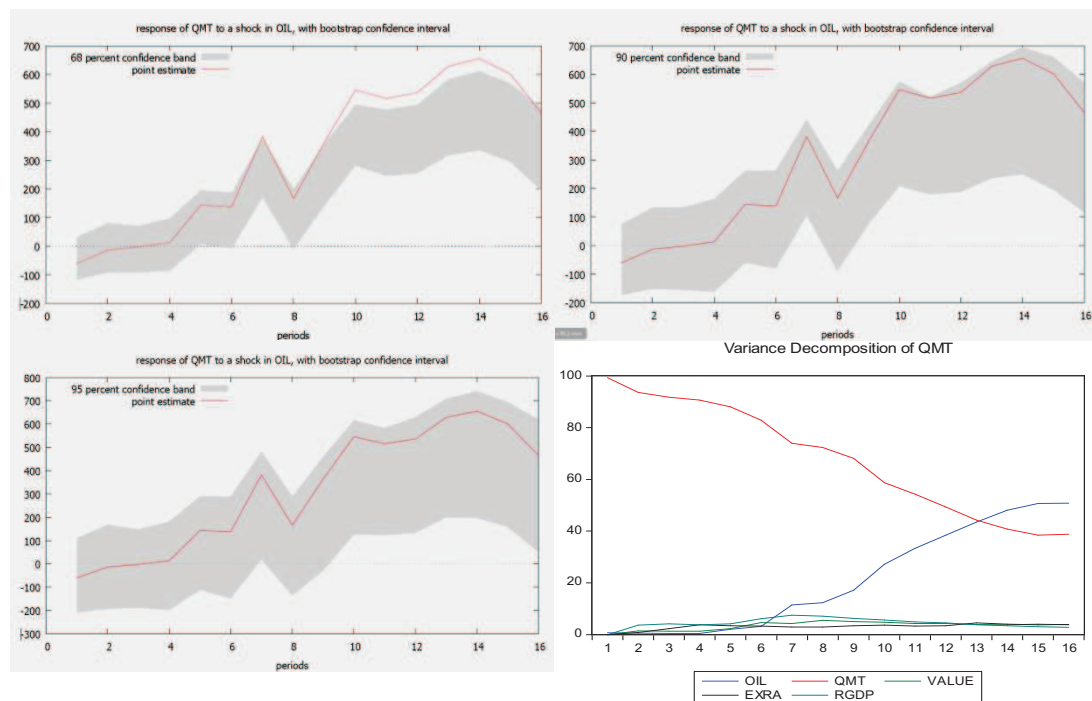 response of QMT to a shock in OIL, with bootstrap confidence interval
700
600
500
400
300
200
100
0
-100
-200
68 percent confidence band
point estimate
0 2 4 6 8 10 12 14 16
periods
response of QMT to a shock in OIL, with bootstrap confidence interval
700
600
500
400
300
200
100
0
-100
-200
90 percent confidence band
point estimate
0 2 4 6 8 10 12 14 16
periods
response of QMT to a shock in OIL, with bootstrap confidence interval
800
700
600
500
400
300
200
100
0
-100
-200
-300
95 percent confidence band
point estimate
0 2 4 6 8 10 12 14 16
periods
Variance Decomposition of QMT
100
80
60
40
20
0
1 2 3 4 5 6 7 8 9 10 11 12 13 14 15 16
OIL QMT VALUE
EXRA RGDP